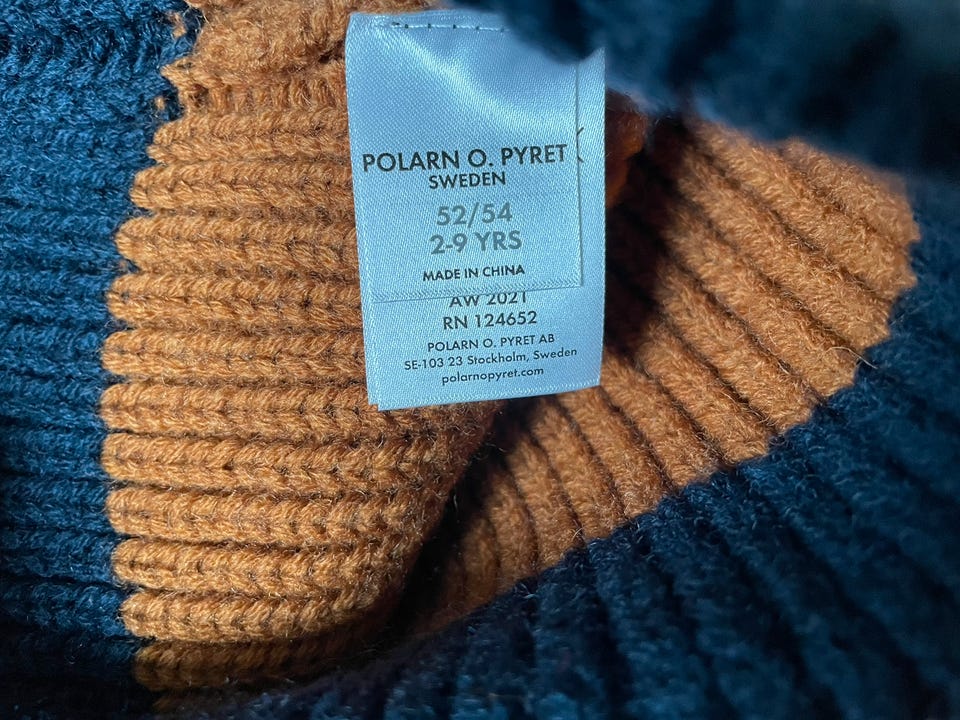 POLARN O. PYRET
SWEDEN
52/54
2-9 YRS
MADE IN CHINA
AW 2021
RN 124652
POLARN O. PYRET AB
SE-103 23 Stockholm, Sweden
polarnopyret.com